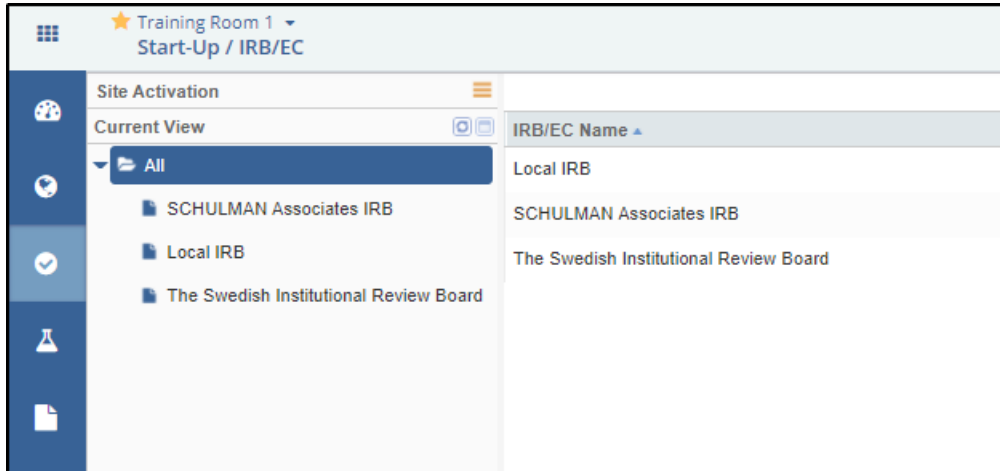 Training Room 1
Start-Up / IRB/EC
Site Activation
Current View
All
SCHULMAN Associates IRB
Local IRB
The Swedish Institutional Review Board
IRB/EC Name
Local IRB
SCHULMAN Associates IRB
The Swedish Institutional Review Board